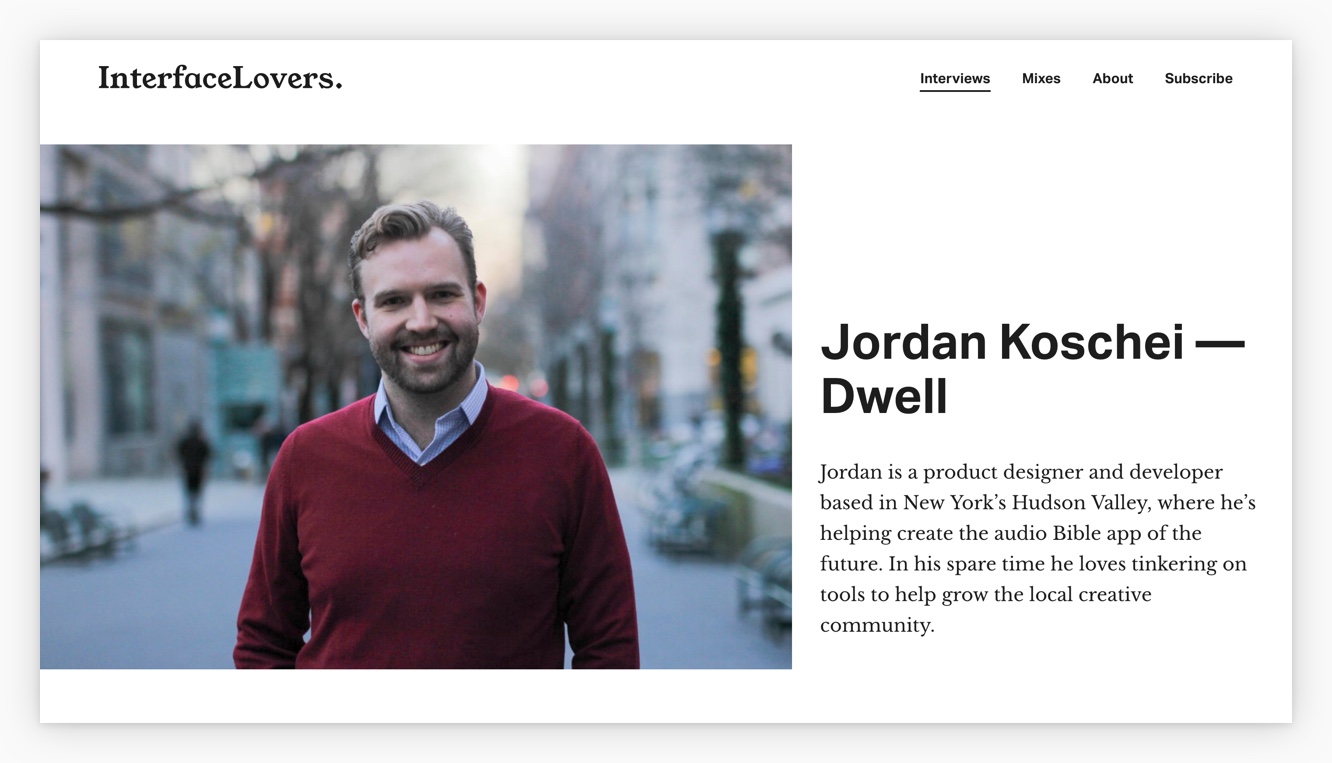 InterfaceLovers.
Interviews Mixes About Subscribe
Jordan Koschei —
Dwell
Jordan is a product designer and developer
based in New York’s Hudson Valley, where he’s
helping create the audio Bible app of the
future. In his spare time he loves tinkering on
tools to help grow the local creative
community.